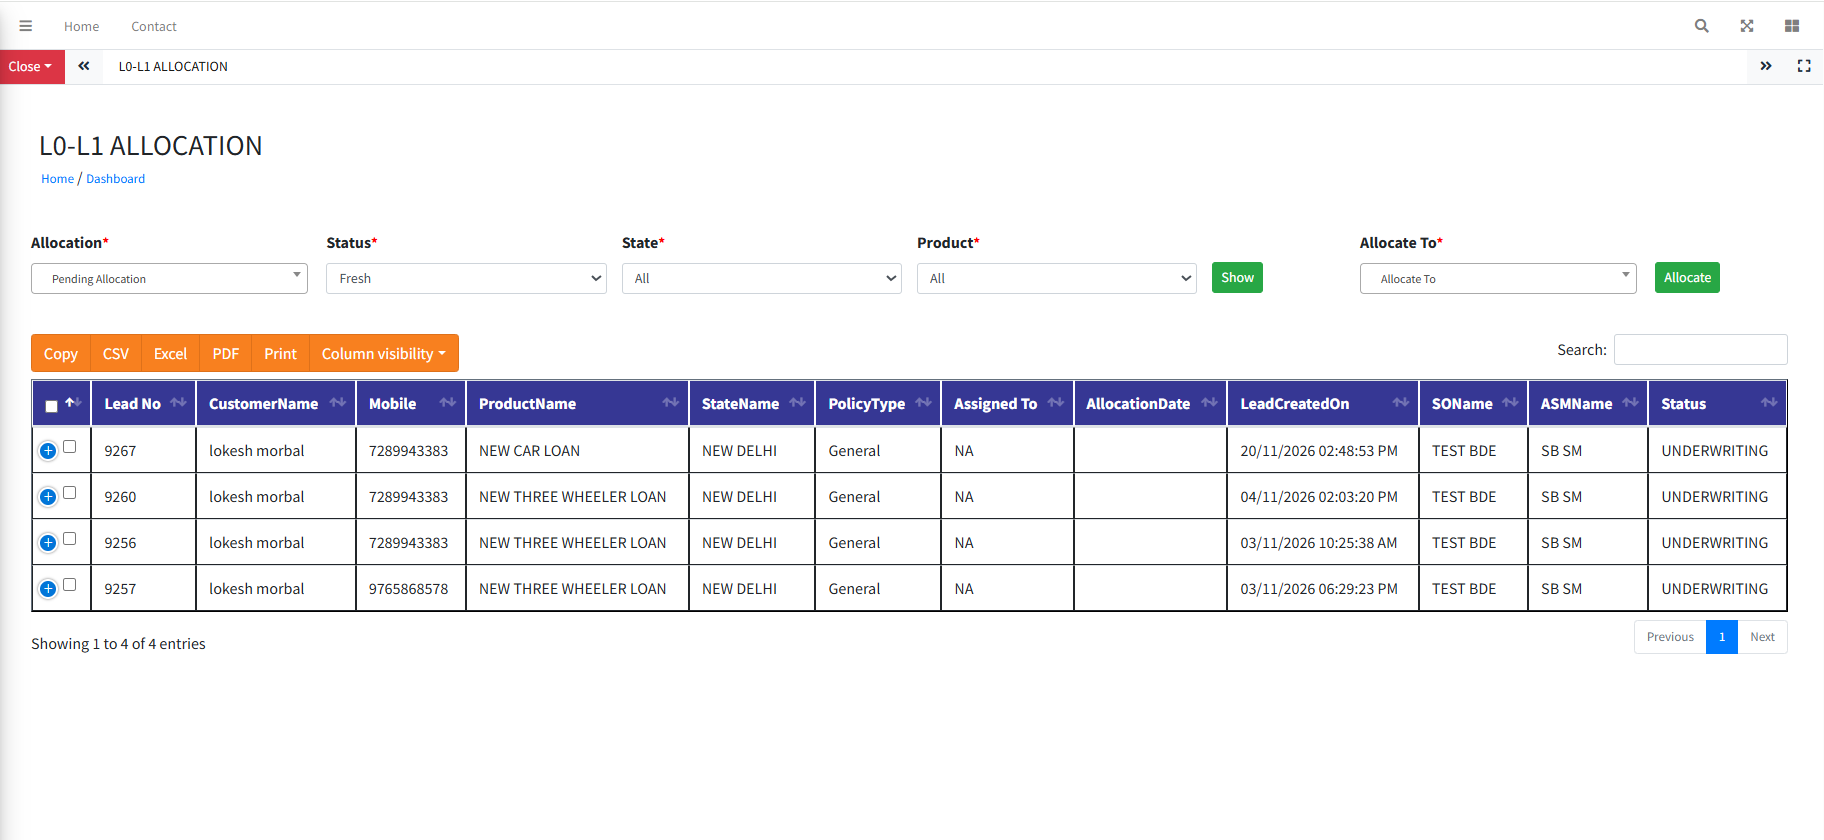 Home Contact
Close L0-L1 ALLOCATION
L0-L1 ALLOCATION
Home / Dashboard
Allocation* Status* State* Product* Allocate To*
Pending Allocation Fresh All All Show Allocate To Allocate
Copy CSV Excel PDF Print Column visibility Search:
Lead No CustomerName Mobile ProductName StateName PolicyType Assigned To AllocationDate LeadCreatedOn SOName ASMName Status
9267 lokesh morbal 7289943383 NEW CAR LOAN NEW DELHI General NA 20/11/2026 02:48:53 PM TEST BDE SB SM UNDERWRITING
9260 lokesh morbal 7289943383 NEW THREE WHEELER LOAN NEW DELHI General NA 04/11/2026 02:03:20 PM TEST BDE SB SM UNDERWRITING
9256 lokesh morbal 7289943383 NEW THREE WHEELER LOAN NEW DELHI General NA 03/11/2026 10:25:38 AM TEST BDE SB SM UNDERWRITING
9257 lokesh morbal 9765868578 NEW THREE WHEELER LOAN NEW DELHI General NA 03/11/2026 06:29:23 PM TEST BDE SB SM UNDERWRITING
Showing 1 to 4 of 4 entries Previous 1 Next